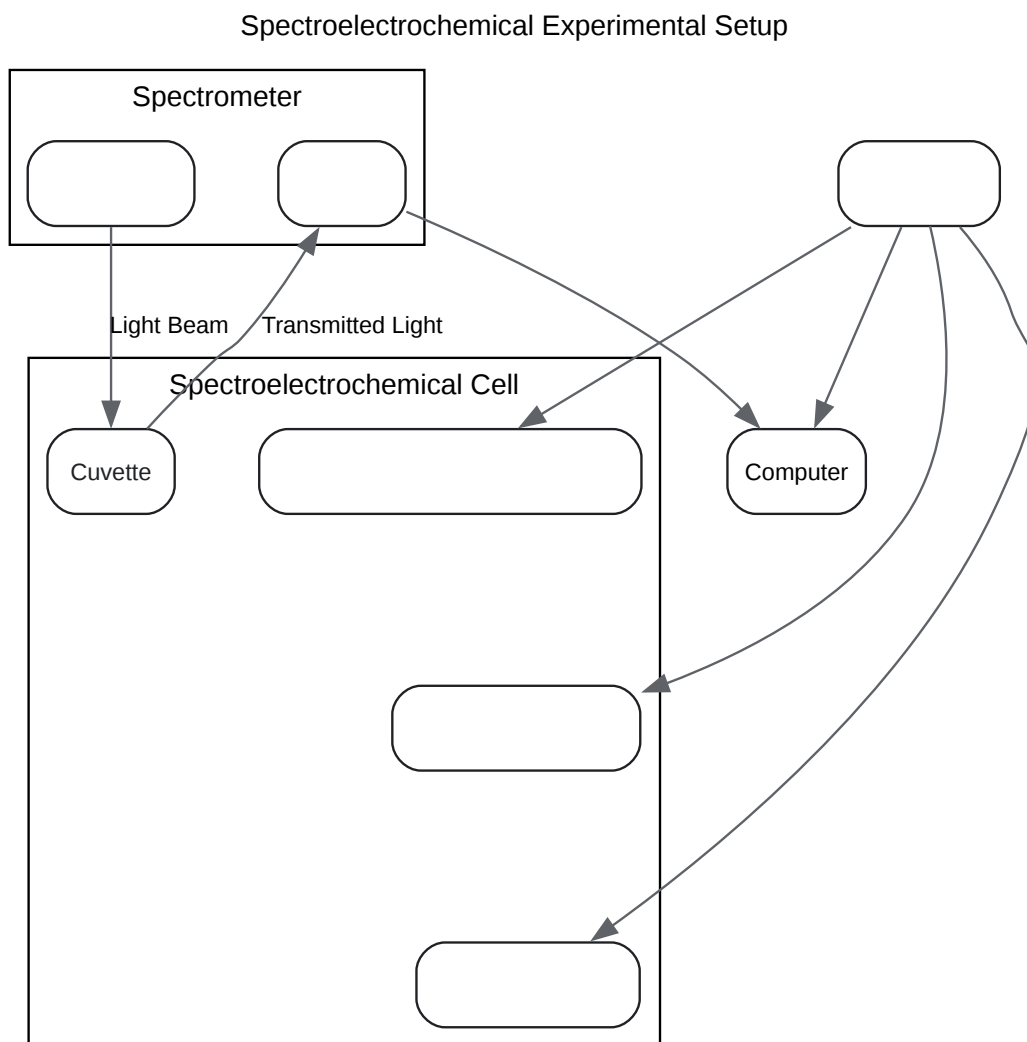 Spectroelectrochemical Experimental Setup
Spectrometer
Light Beam
Transmitted Light
Spectroelectrochemical Cell
Cuvette
Computer